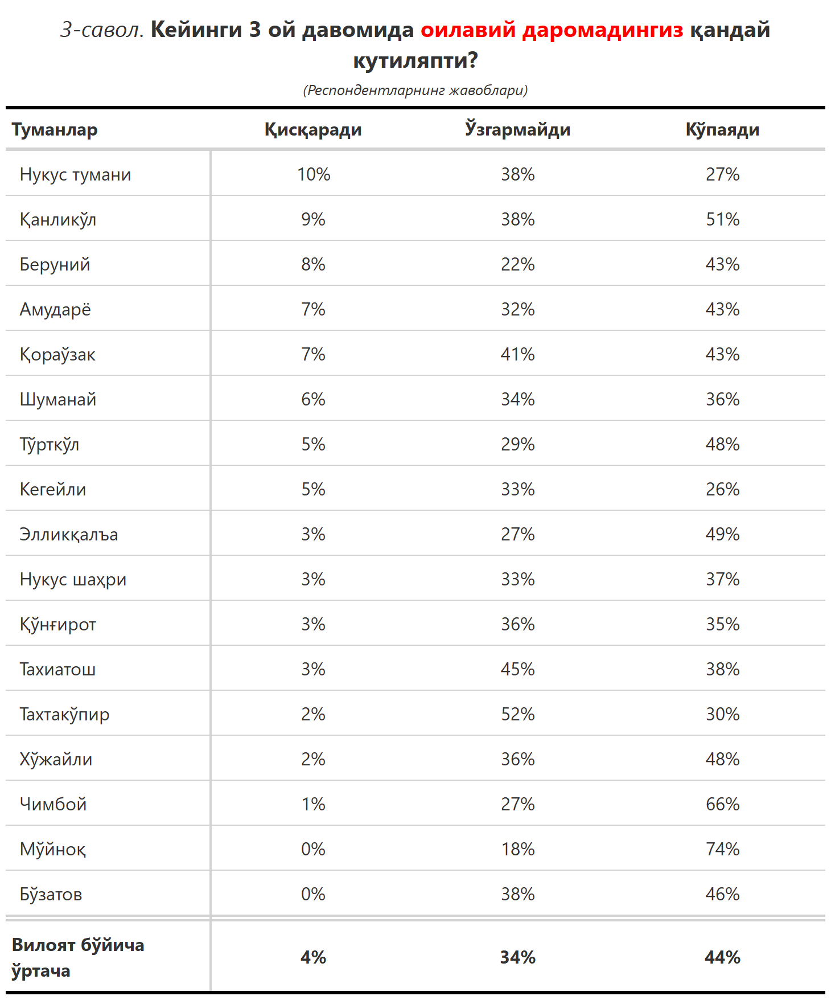 3-савол. Кейинги 3 ой давомида оилавий даромадингиз қандай
кутиляпти?
(Респондентларнинг жавоблари)
Туманлар Қисқаради Ўзгармайди Кўпаяди
Нукус тумани 10% 38% 27%
Қанликўл 9% 38% 51%
Беруний 8% 22% 43%
Амударё 7% 32% 43%
Қораўзак 7% 41% 43%
Шуманай 6% 34% 36%
Тўрткўл 5% 29% 48%
Кегейли 5% 33% 26%
Элликқалъа 3% 27% 49%
Нукус шаҳри 3% 33% 37%
Қўнғирот 3% 36% 35%
Тахиатош 3% 45% 38%
Тахтакўпир 2% 52% 30%
Хўжайли 2% 36% 48%
Чимбой 1% 27% 66%
Мўйноқ 0% 18% 74%
Бўзатов 0% 38% 46%
Вилоят бўйича
ўртача 4% 34% 44%